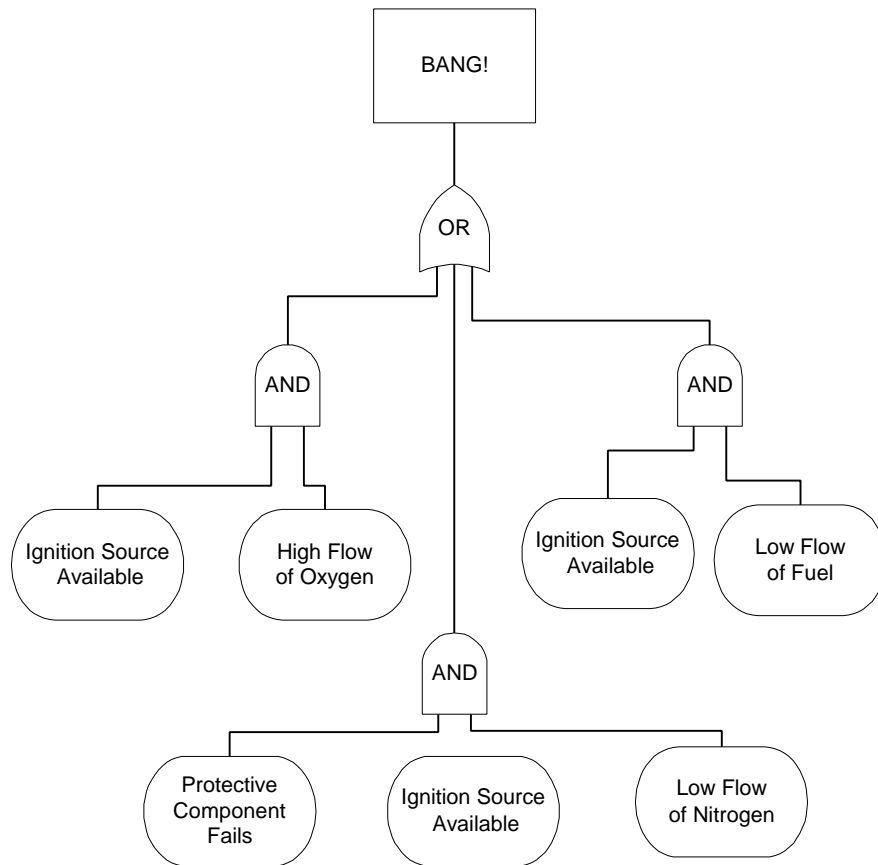 BANG!
OR
AND
AND
Ignition Source
Available
High Flow
of Oxygen
Ignition Source
Available
Low Flow
of Fuel
AND
Protective
Component
Fails
Ignition Source
Available
Low Flow
of Nitrogen